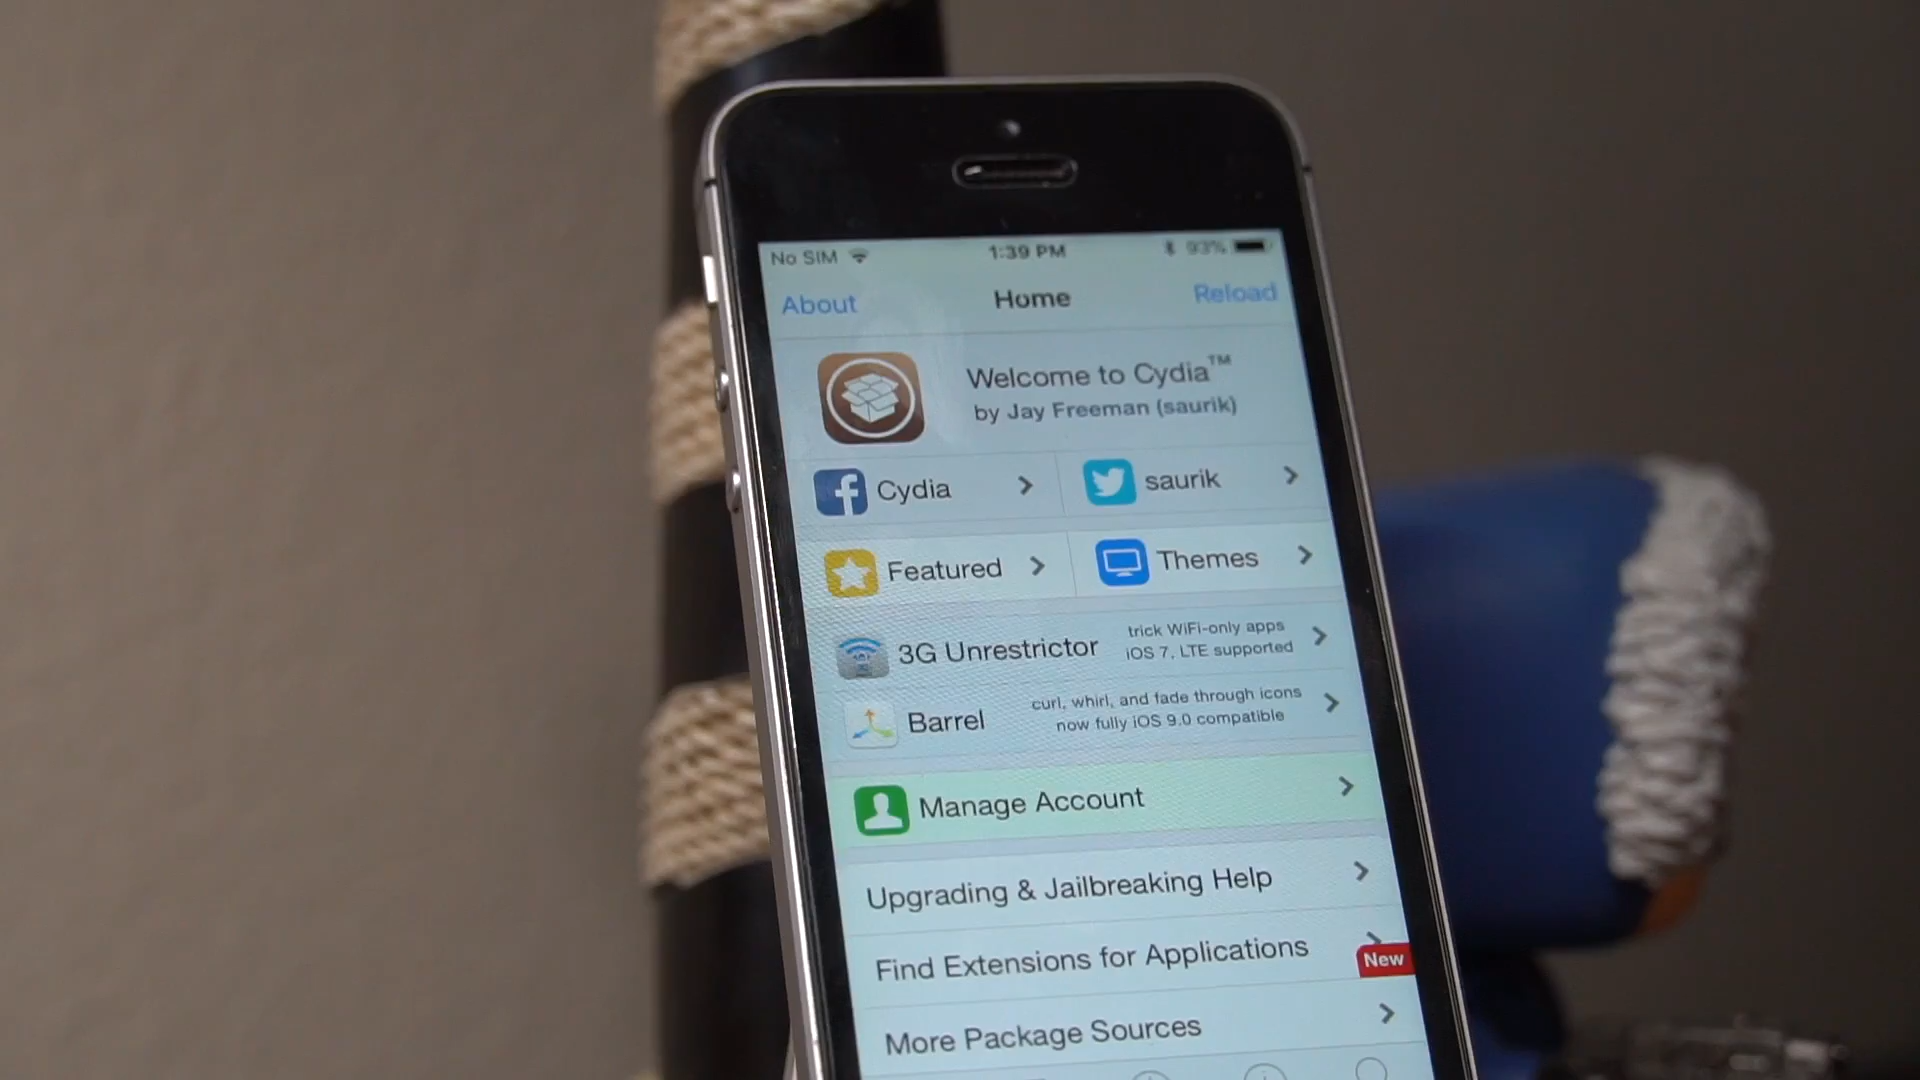 No SIM 1:39 PM 93%
About Home Reload
Welcome to Cydia™
by Jay Freeman (saurik)
Cydia saurik
Featured Themes
3G Unrestrictor trick WiFi-only apps
iOS 7, LTE supported
Barrel curl, whirl, and fade through icons
now fully iOS 9.0 compatible
Manage Account
Upgrading & Jailbreaking Help
Find Extensions for Applications
New
More Package Sources